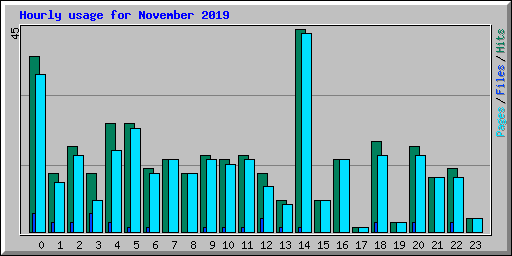 Hourly usage for November 2019
45
Pages / Files / Hits
0 1 2 3 4 5 6 7 8 9 10 11 12 13 14 15 16 17 18 19 20 21 22 23